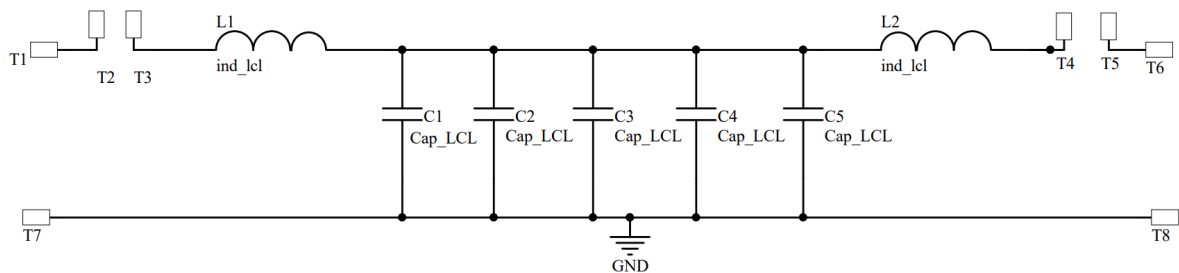 L1
L2
T1
T2
T3
ind_lcl
ind_lcl
T4
T5
T6
C1
Cap_LCL
C2
Cap_LCL
C3
Cap_LCL
C4
Cap_LCL
C5
Cap_LCL
T7
T8
GND